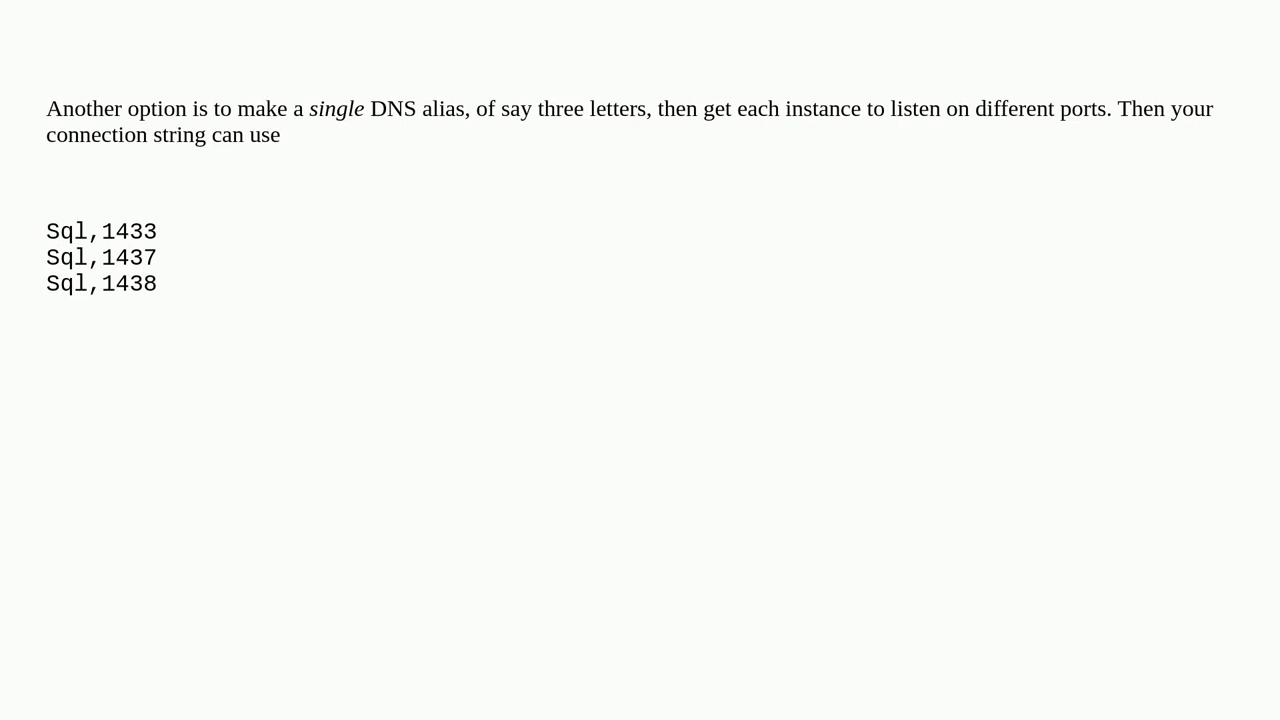 Another option is to make a single DNS alias, of say three letters, then get each instance to listen on different ports. Then your
connection string can use
Sql,1433
Sql,1437
Sql,1438